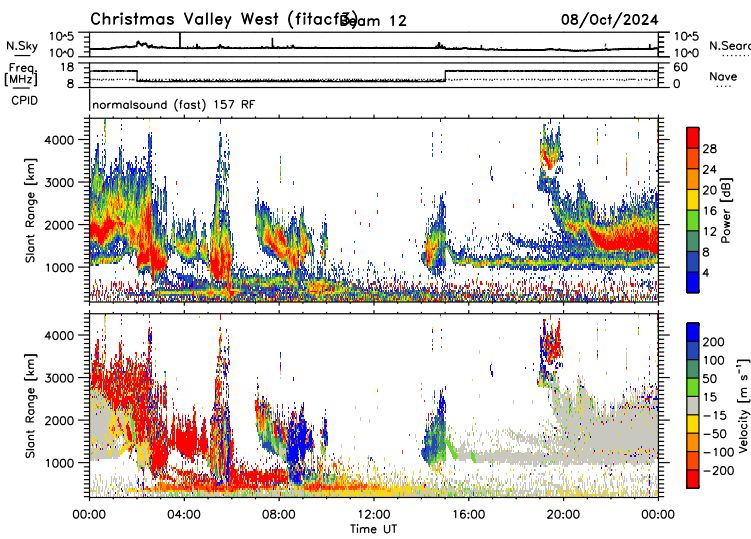 Christmas Valley West (fitacf3)
Beam 12
08/Oct/2024
N.Sky
10^5
10^0
10^5
10^0
N.Searc
Freq.
[MHz]
18
8
60
0
Nave
CPID
normalsound (fast) 157 RF
Slant Range [km]
4000
3000
2000
1000
28
24
20
16
12
8
4
Power [dB]
Slant Range [km]
4000
3000
2000
1000
200
100
50
15
-15
-50
-100
-200
Velocity [m s⁻¹]
00:00 04:00 08:00 12:00 16:00 20:00 00:00
Time UT